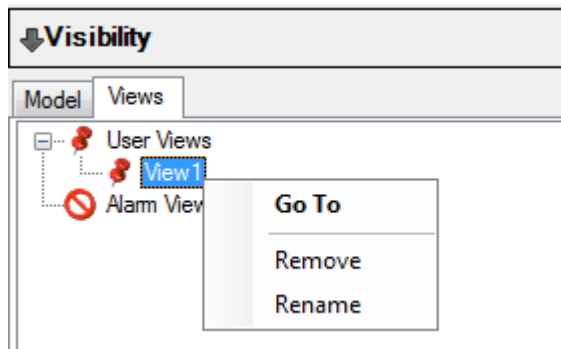 Visibility
Model Views
User Views
View1
Alarm View
Go To
Remove
Rename